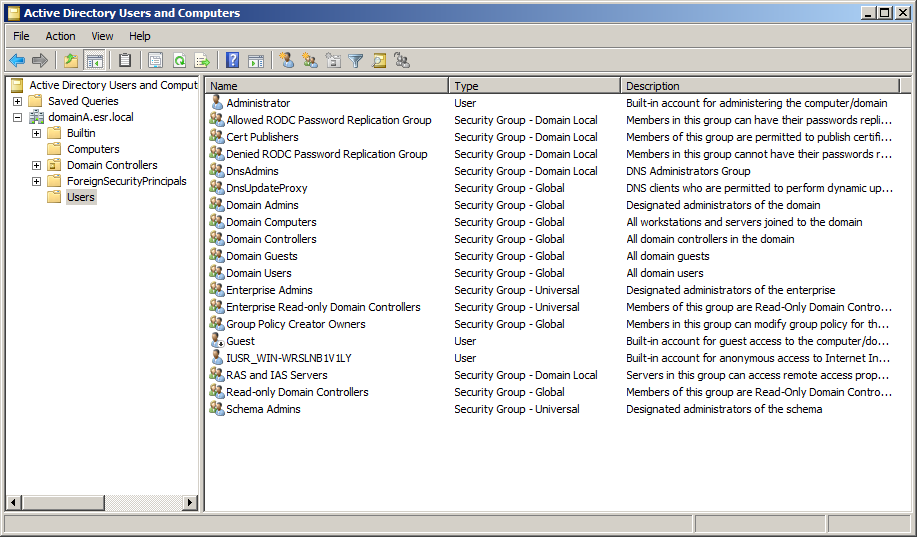 Active Directory Users and Computers
File Action View Help
Active Directory Users and Comput
Saved Queries
domainA.esr.local
Builtin
Computers
Domain Controllers
ForeignSecurityPrincipals
Users
Name Type Description
Administrator User Built-in account for administering the computer/domain
Allowed RODC Password Replication Group Security Group - Domain Local Members in this group can have their passwords repli...
Cert Publishers Security Group - Domain Local Members of this group are permitted to publish certifi...
Denied RODC Password Replication Group Security Group - Domain Local Members in this group cannot have their passwords r...
DnsAdmins Security Group - Domain Local DNS Administrators Group
DnsUpdateProxy Security Group - Global DNS clients who are permitted to perform dynamic up...
Domain Admins Security Group - Global Designated administrators of the domain
Domain Computers Security Group - Global All workstations and servers joined to the domain
Domain Controllers Security Group - Global All domain controllers in the domain
Domain Guests Security Group - Global All domain guests
Domain Users Security Group - Global All domain users
Enterprise Admins Security Group - Universal Designated administrators of the enterprise
Enterprise Read-only Domain Controllers Security Group - Universal Members of this group are Read-Only Domain Contro...
Group Policy Creator Owners Security Group - Global Members in this group can modify group policy for th...
Guest User Built-in account for guest access to the computer/do...
IUSR_WIN-WRSLNB1V1LY User Built-in account for anonymous access to Internet In...
RAS and IAS Servers Security Group - Domain Local Servers in this group can access remote access prop...
Read-only Domain Controllers Security Group - Global Members of this group are Read-Only Domain Contro...
Schema Admins Security Group - Universal Designated administrators of the schema